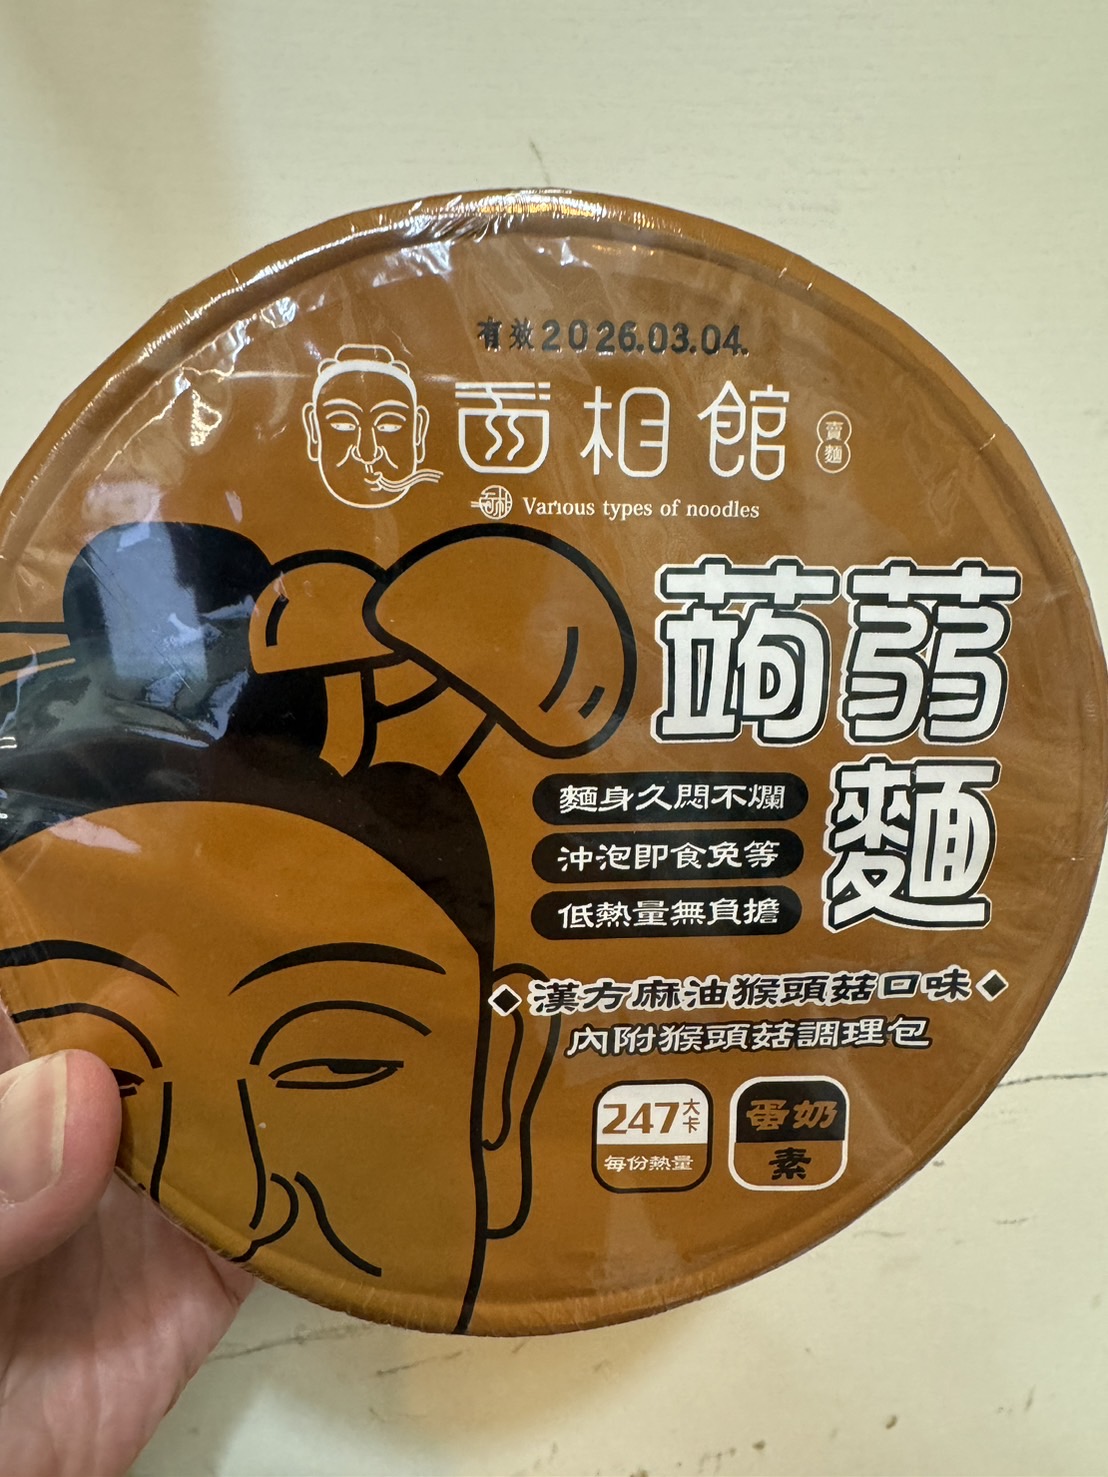 有效2026.03.04.
面相館
賣麵
Various types of noodles
蒟蒻
麵
麵身久悶不爛
沖泡即食免等
低熱量無負擔
◆漢方麻油猴頭菇口味◆
內附猴頭菇調理包
247大卡
每份熱量
蛋奶
素